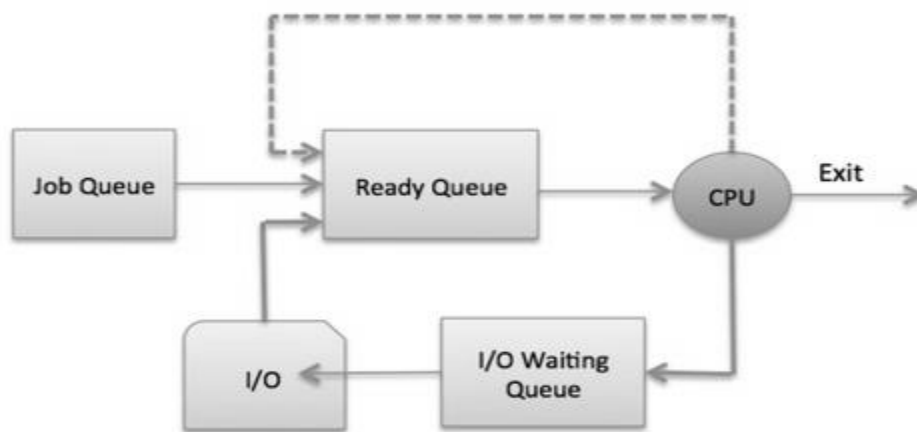 Job Queue
Ready Queue
CPU
Exit
I/O
I/O Waiting
Queue